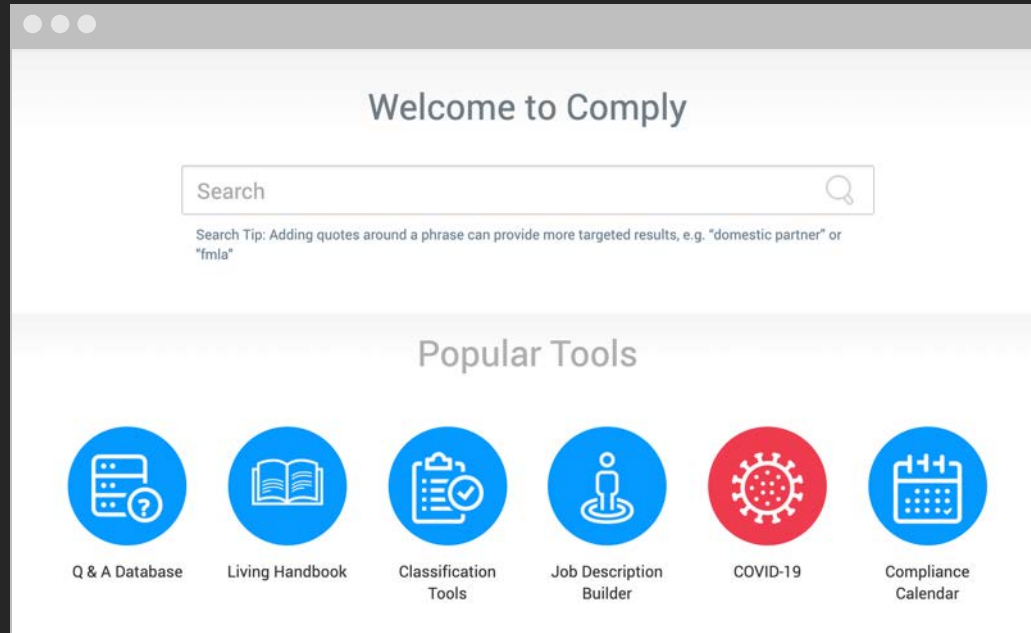 Welcome to Comply
Search
Search Tip: Adding quotes around a phrase can provide more targeted results, e.g. "domestic partner" or
"fmla"
Popular Tools
?
Q & A Database
Living Handbook
Classification
Tools
Job Description
Builder
COVID-19
Compliance
Calendar